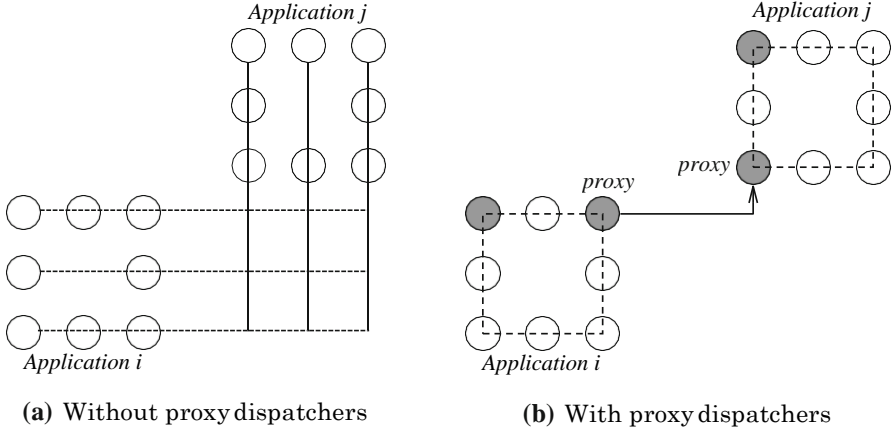 Application j
Application i
(a) Without proxy dispatchers
Application j
proxy
proxy
Application i
(b) With proxy dispatchers